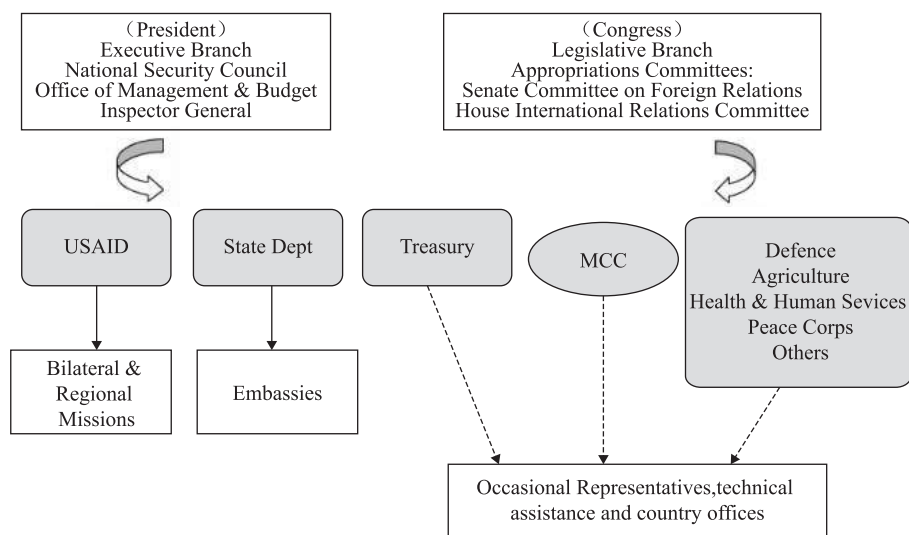 （President）
Executive Branch
National Security Council
Office of Management & Budget
Inspector General
（Congress）
Legislative Branch
Appropriations Committees:
Senate Committee on Foreign Relations
House International Relations Committee
USAID
State Dept
Treasury
MCC
Defence
Agriculture
Health & Human Sevices
Peace Corps
Others
Bilateral &
Regional
Missions
Embassies
Occasional Representatives,technical
assistance and country offices